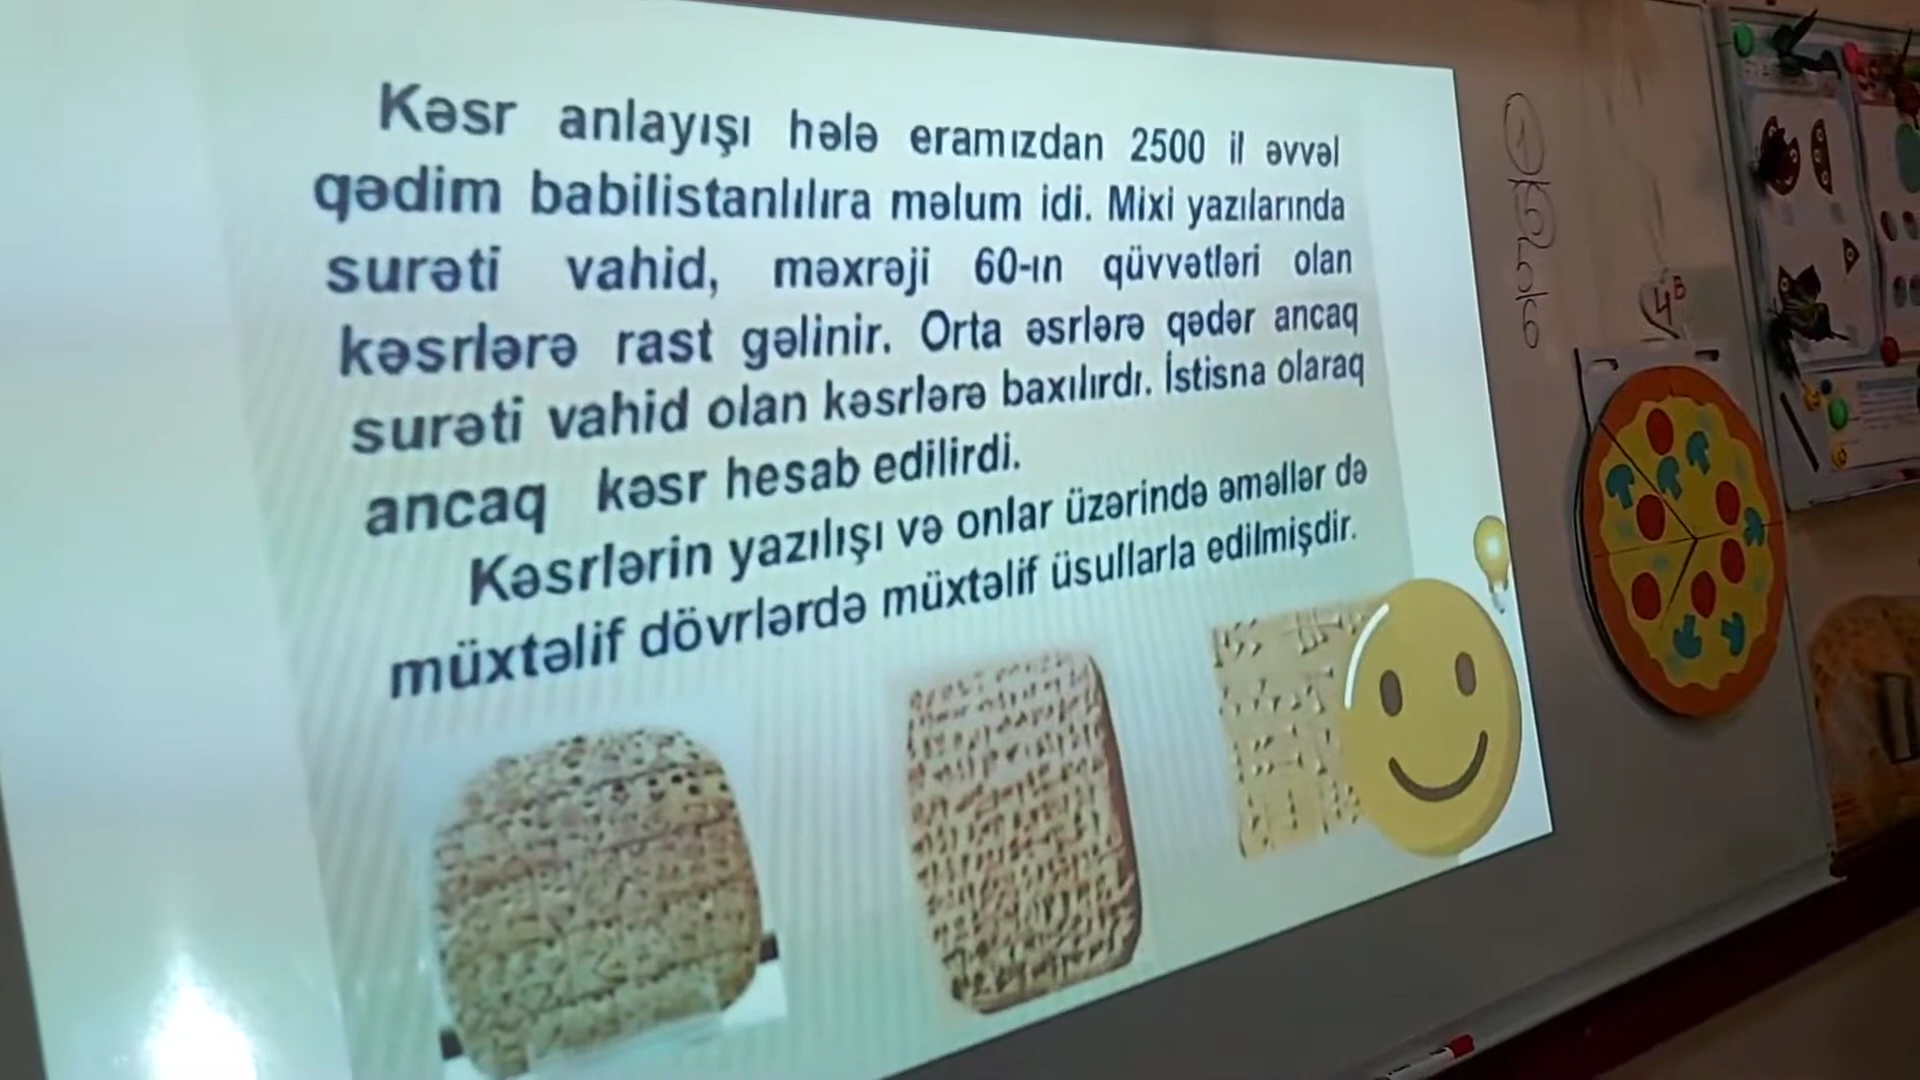 Kəsr anlayışı hələ eramızdan 2500 il əvvəl
qədim babilistanlılıra məlum idi. Mixi yazılarında
surəti vahid, məxrəji 60-ın qüvvətləri olan
kəsrlərə rast gəlinir. Orta əsrlərə qədər ancaq
surəti vahid olan kəsrlərə baxılırdı. İstisna olaraq
ancaq kəsr hesab edilirdi.
Kəsrlərin yazılışı və onlar üzərində əməllər də
müxtəlif dövrlərdə müxtəlif üsullarla edilmişdir.
4B